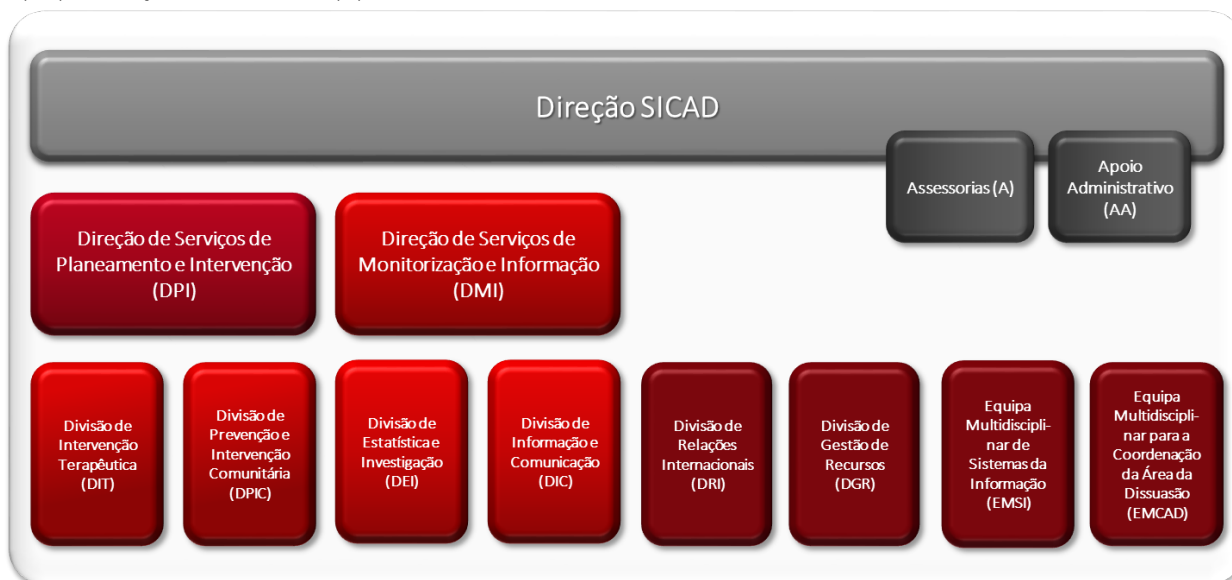 Direção SICAD
Assessorias (A)
Apoio
Administrativo
(AA)
Direção de Serviços de
Planeamento e Intervenção
(DPI)
Direção de Serviços de
Monitorização e Informação
(DMI)
Divisão de
Intervenção
Terapêutica
(DIT)
Divisão de
Prevenção e
Intervenção
Comunitária
(DPIC)
Divisão de
Estatística e
Investigação
(DEI)
Divisão de
Informação e
Comunicação
(DIC)
Divisão de
Relações
Internacionais
(DRI)
Divisão de
Gestão de
Recursos
(DGR)
Equipa
Multidiscipli-
nar de
Sistemas da
Informação
(EMSI)
Equipa
Multidiscipli-
nar para a
Coordenação
da Área da
Dissuasão
(EMCAD)